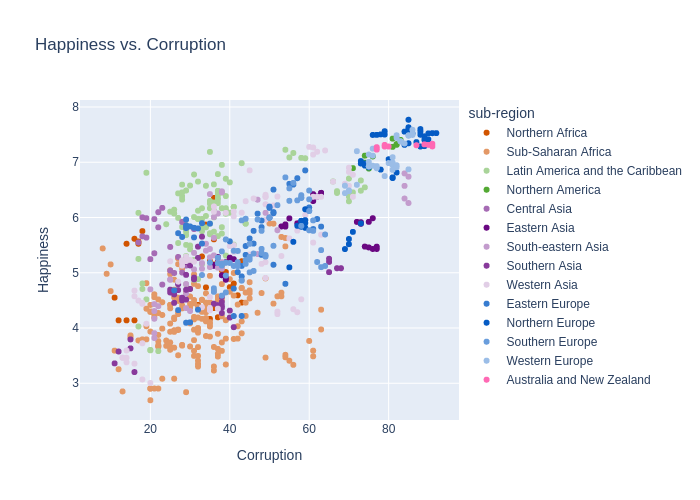 Happiness vs. Corruption
sub-region
Northern Africa
Sub-Saharan Africa
Latin America and the Caribbean
Northern America
Central Asia
Eastern Asia
South-eastern Asia
Southern Asia
Western Asia
Eastern Europe
Northern Europe
Southern Europe
Western Europe
Australia and New Zealand
8
7
6
5
4
3
Happiness
20
40
60
80
Corruption